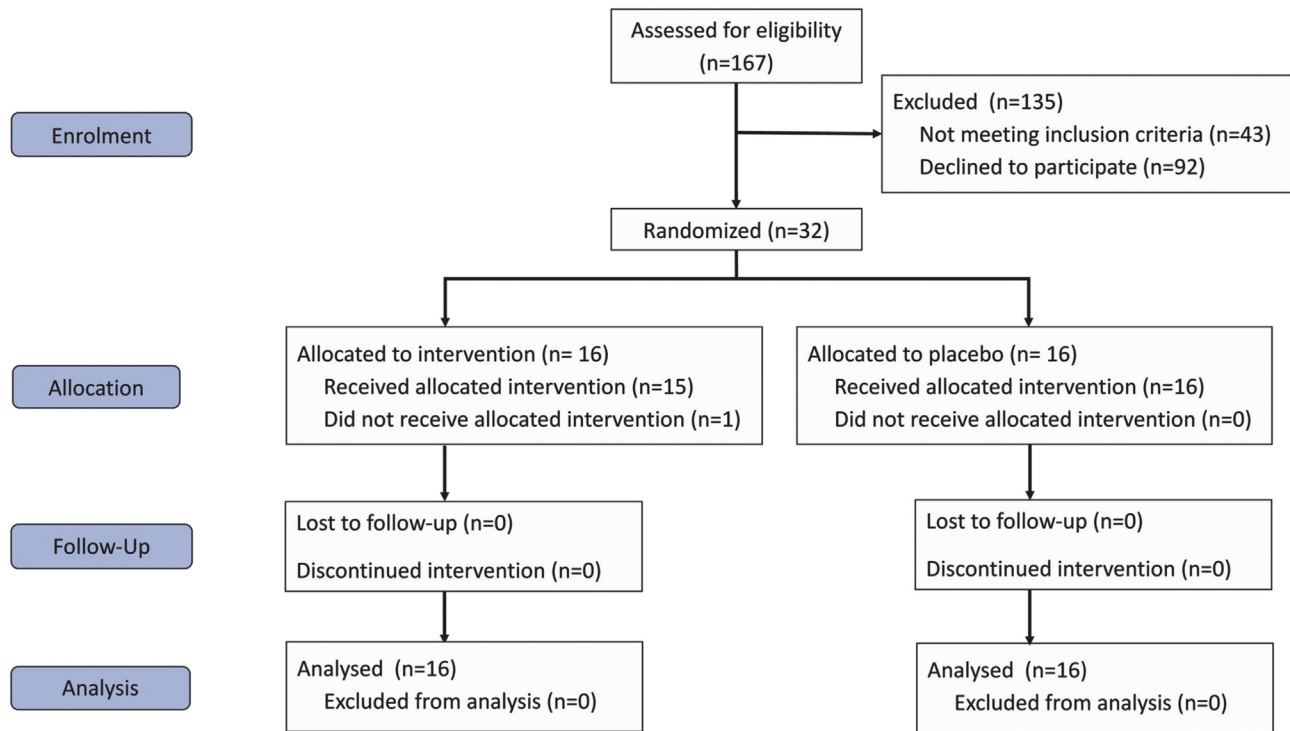 Assessed for eligibility
(n=167)
Enrolment
Excluded (n=135)
Not meeting inclusion criteria (n=43)
Declined to participate (n=92)
Randomized (n=32)
Allocation
Allocated to intervention (n= 16)
Received allocated intervention (n=15)
Did not receive allocated intervention (n=1)
Allocated to placebo (n= 16)
Received allocated intervention (n=16)
Did not receive allocated intervention (n=0)
Follow-Up
Lost to follow-up (n=0)
Discontinued intervention (n=0)
Lost to follow-up (n=0)
Discontinued intervention (n=0)
Analysis
Analysed (n=16)
Excluded from analysis (n=0)
Analysed (n=16)
Excluded from analysis (n=0)